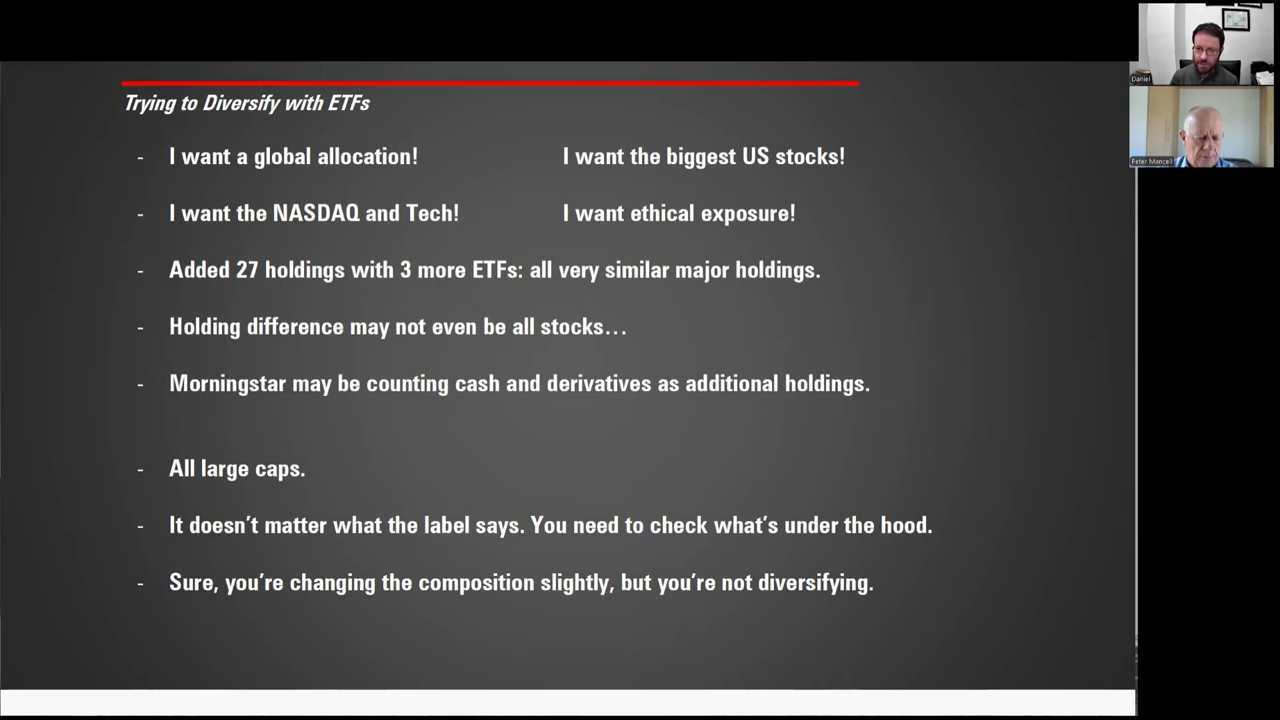 Trying to Diversify with ETFs
- I want a global allocation! I want the biggest US stocks!
- I want the NASDAQ and Tech! I want ethical exposure!
- Added 27 holdings with 3 more ETFs: all very similar major holdings.
- Holding difference may not even be all stocks…
- Morningstar may be counting cash and derivatives as additional holdings.
- All large caps.
- It doesn’t matter what the label says. You need to check what’s under the hood.
- Sure, you’re changing the composition slightly, but you’re not diversifying.
Daniel
Peter Mancell